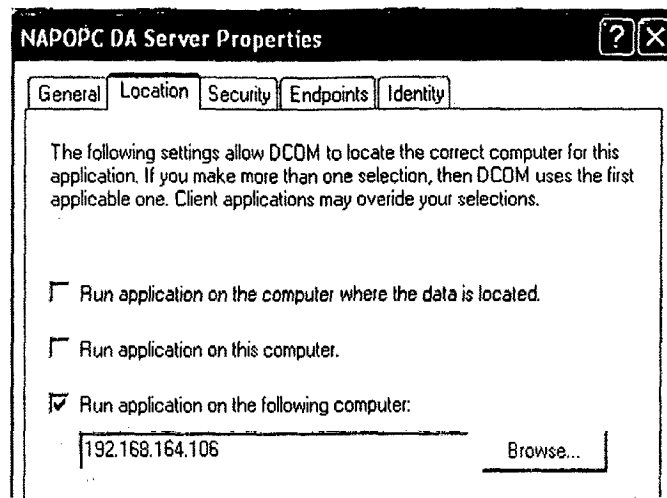 NAPOPC DA Server Properties
General Location Security Endpoints Identity
The following settings allow DCOM to locate the correct computer for this
application. If you make more than one selection, then DCOM uses the first
applicable one. Client applications may overide your selections.
Run application on the computer where the data is located.
Run application on this computer.
Run application on the following computer:
192.168.164.106
Browse...